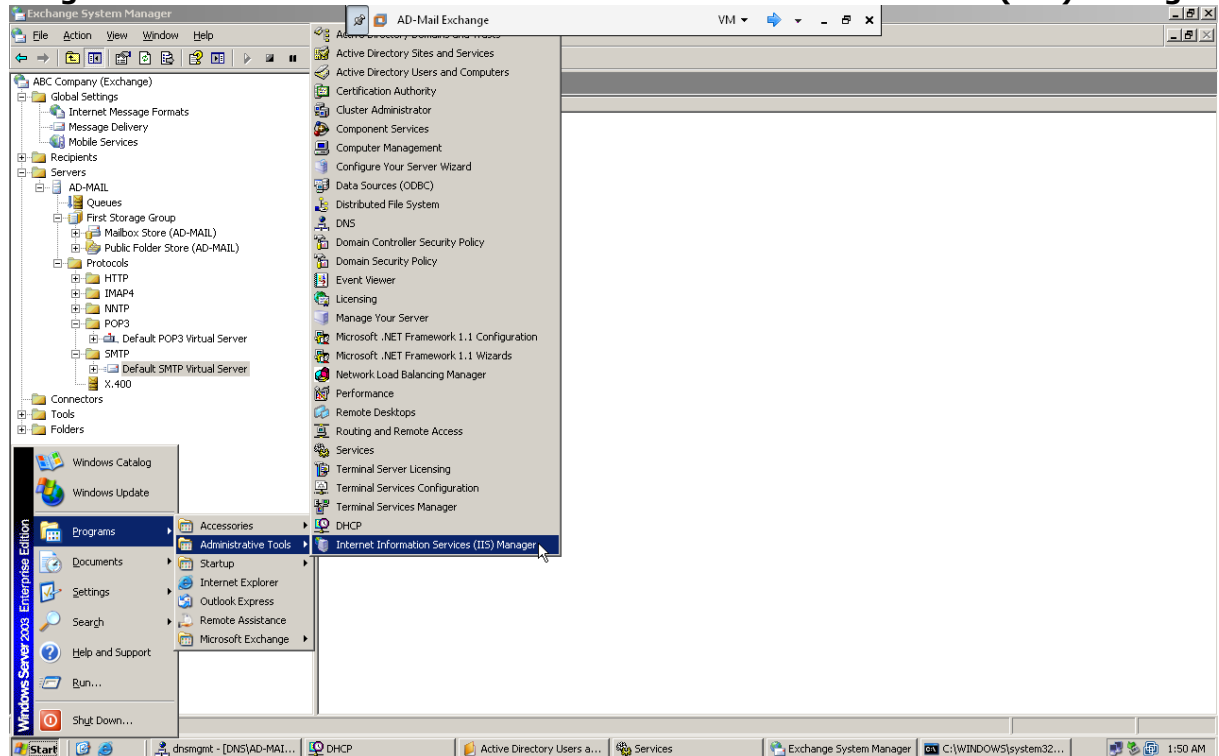 Exchange System Manager
AD-Mail Exchange
VM
File Action View Window Help
ABC Company (Exchange)
Global Settings
Internet Message Formats
Message Delivery
Mobile Services
Recipients
Servers
AD-MAIL
Queues
First Storage Group
Mailbox Store (AD-MAIL)
Public Folder Store (AD-MAIL)
Protocols
HTTP
IMAP4
NNTP
POP3
Default POP3 Virtual Server
SMTP
Default SMTP Virtual Server
X.400
Connectors
Tools
Folders
Active Directory Domains and Trusts
Active Directory Sites and Services
Active Directory Users and Computers
Certification Authority
Cluster Administrator
Component Services
Computer Management
Configure Your Server Wizard
Data Sources (ODBC)
Distributed File System
DNS
Domain Controller Security Policy
Domain Security Policy
Event Viewer
Licensing
Manage Your Server
Microsoft .NET Framework 1.1 Configuration
Microsoft .NET Framework 1.1 Wizards
Network Load Balancing Manager
Performance
Remote Desktops
Routing and Remote Access
Services
Terminal Server Licensing
Terminal Services Configuration
Terminal Services Manager
DHCP
Internet Information Services (IIS) Manager
Windows Catalog
Windows Update
Programs
Documents
Settings
Search
Help and Support
Run...
Shut Down...
Windows Server 2003 Enterprise Edition
Accessories
Administrative Tools
Startup
Internet Explorer
Outlook Express
Remote Assistance
Microsoft Exchange
Start
dnsmgmt - [DNS\AD-MAI...
DHCP
Active Directory Users a...
Services
Exchange System Manager
C:\WINDOWS\system32...
1:50 AM